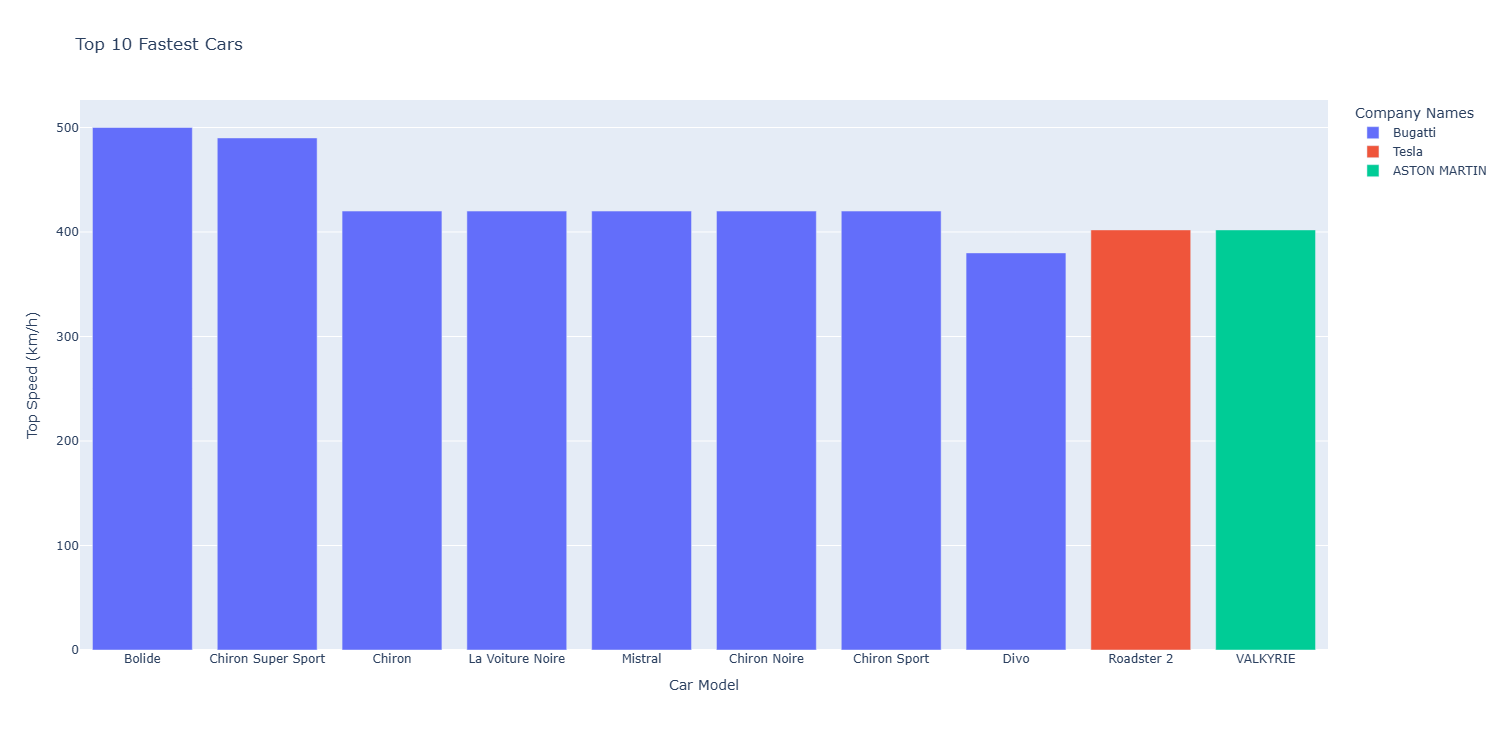 Top 10 Fastest Cars
Company Names
Bugatti
Tesla
ASTON MARTIN
Top Speed (km/h)
500
400
300
200
100
0
Bolide
Chiron Super Sport
Chiron
La Voiture Noire
Mistral
Chiron Noire
Chiron Sport
Divo
Roadster 2
VALKYRIE
Car Model